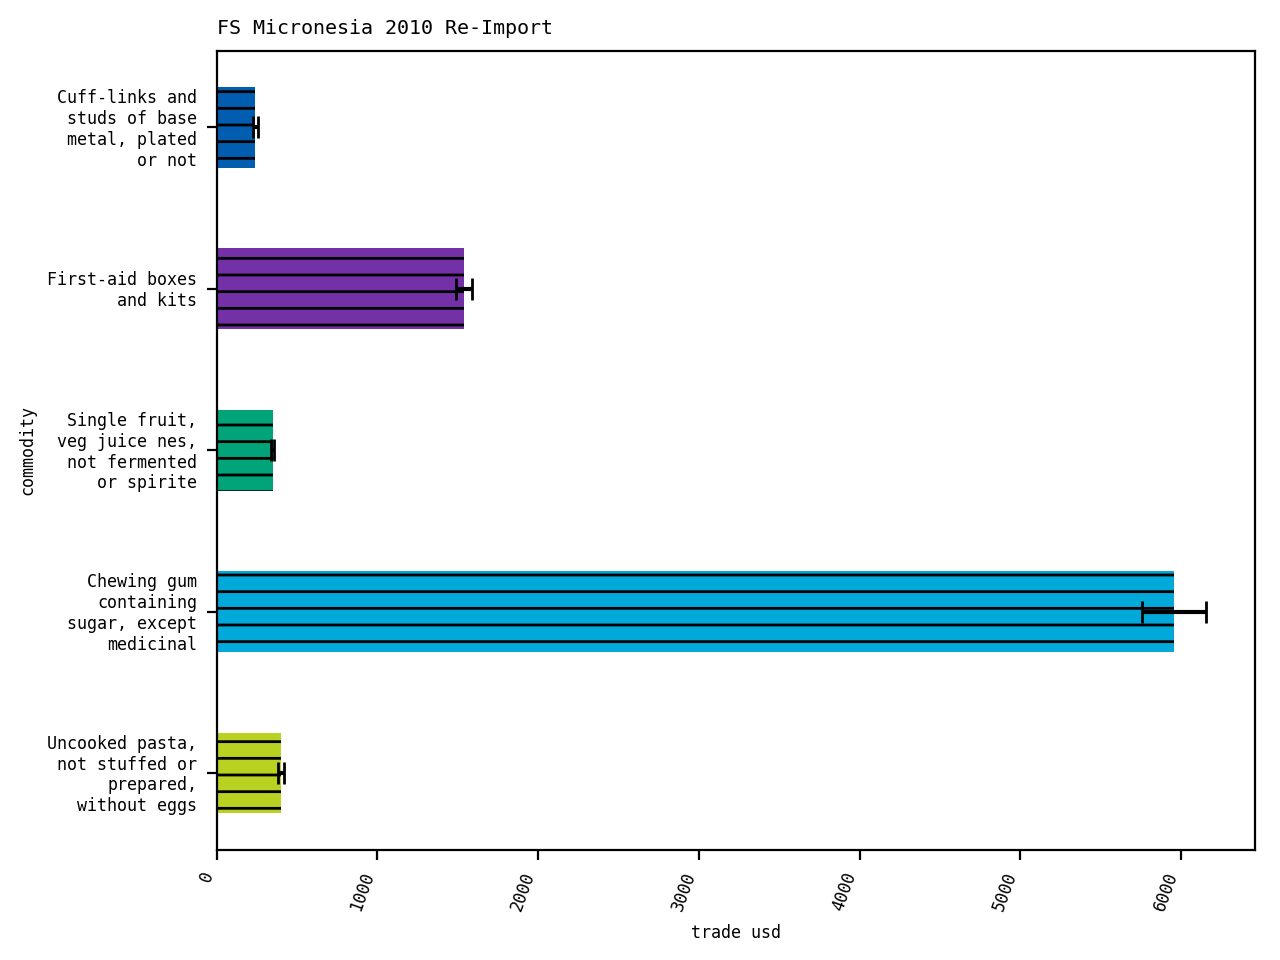 FS Micronesia 2010 Re-Import
Cuff-links and
studs of base
metal, plated
or not
First-aid boxes
and kits
Single fruit,
veg juice nes,
not fermented
or spirite
Chewing gum
containing
sugar, except
medicinal
Uncooked pasta,
not stuffed or
prepared,
without eggs
commodity
0
1000
2000
3000
4000
5000
6000
trade usd